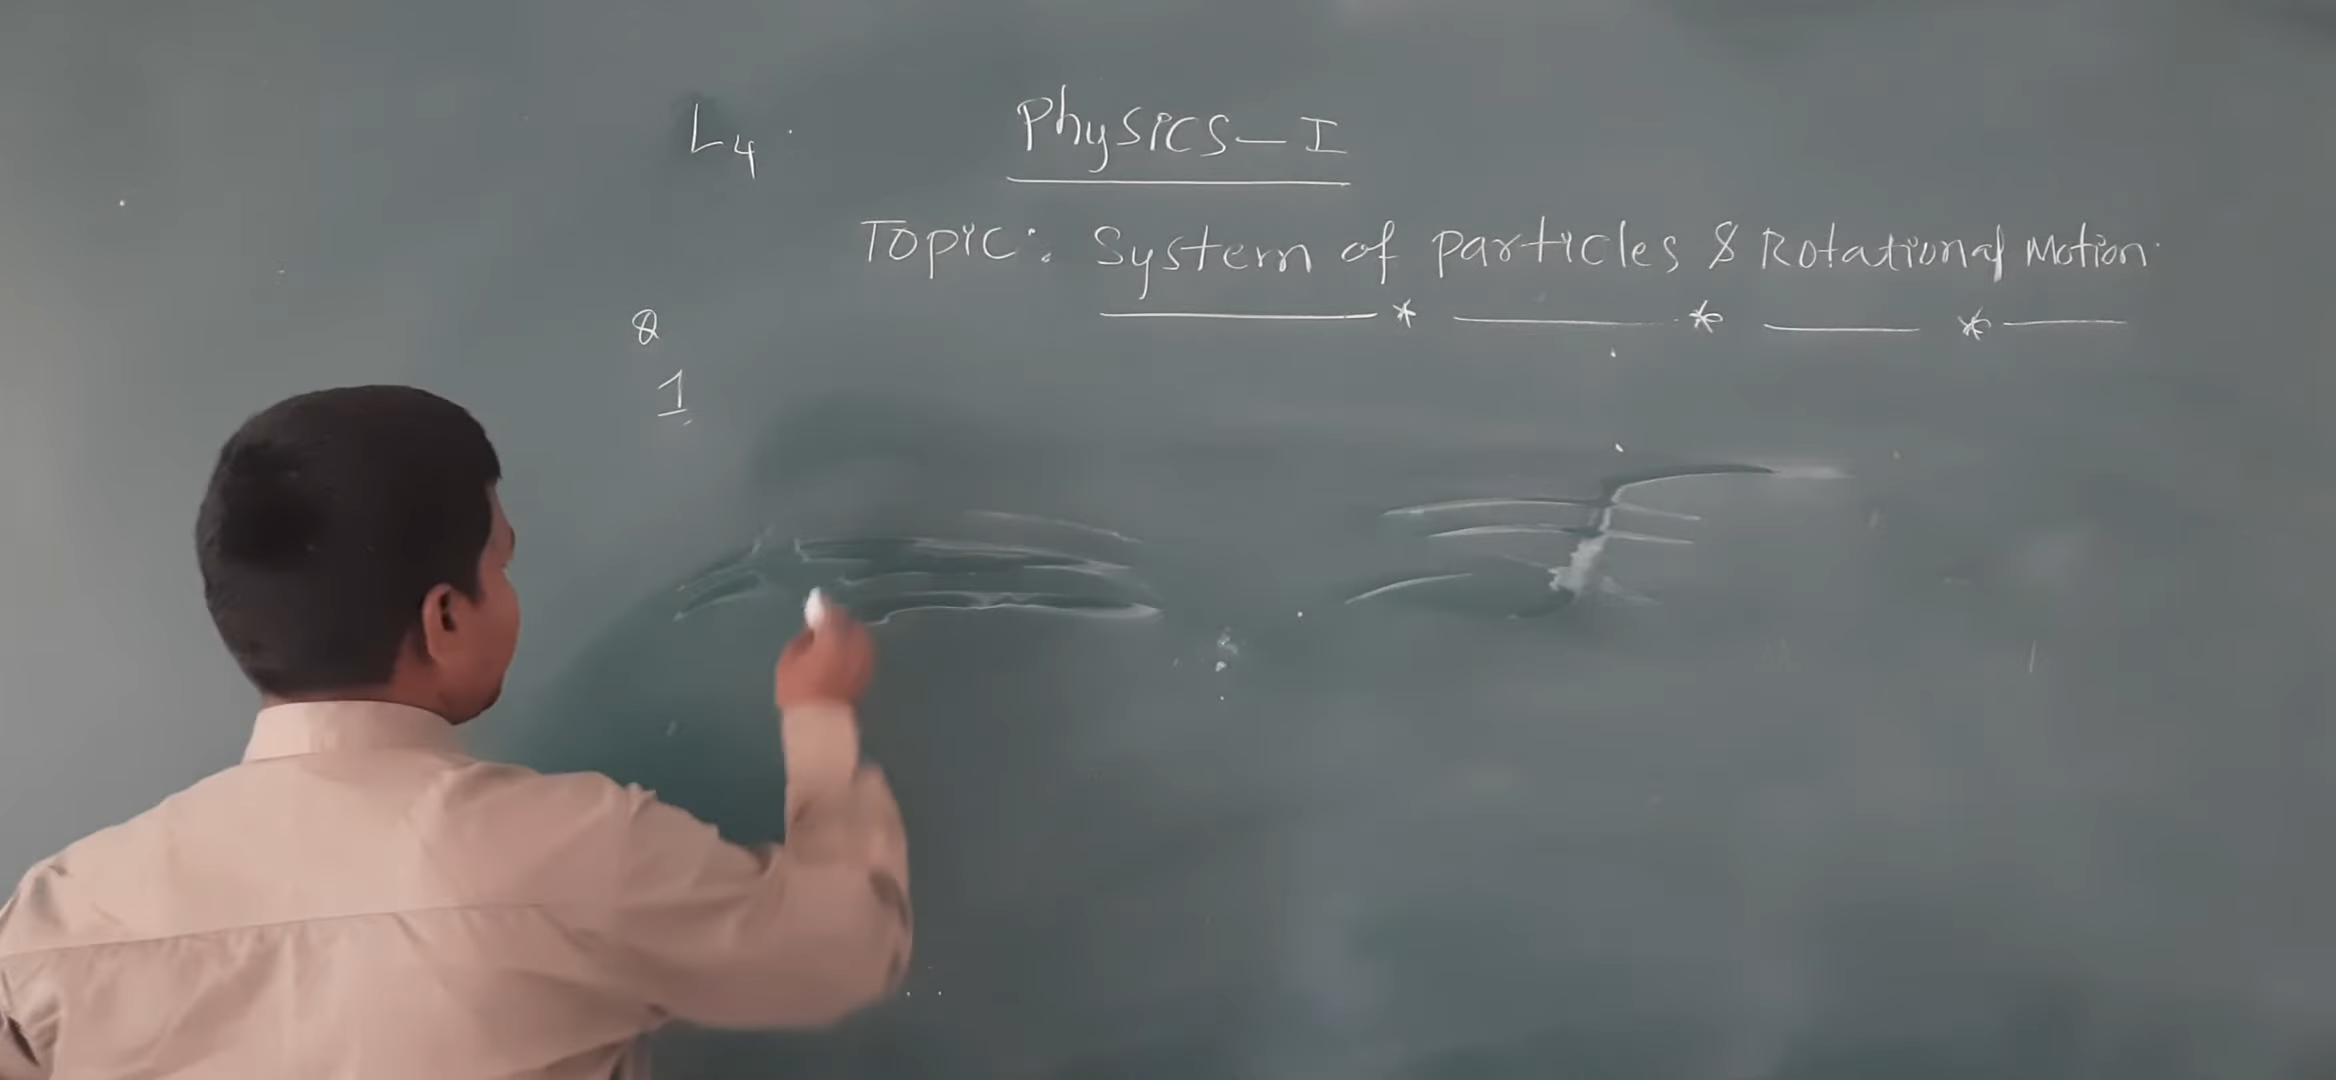 L4.
Physics-I
Topic: System of particles & Rotational Motion.
Q
1